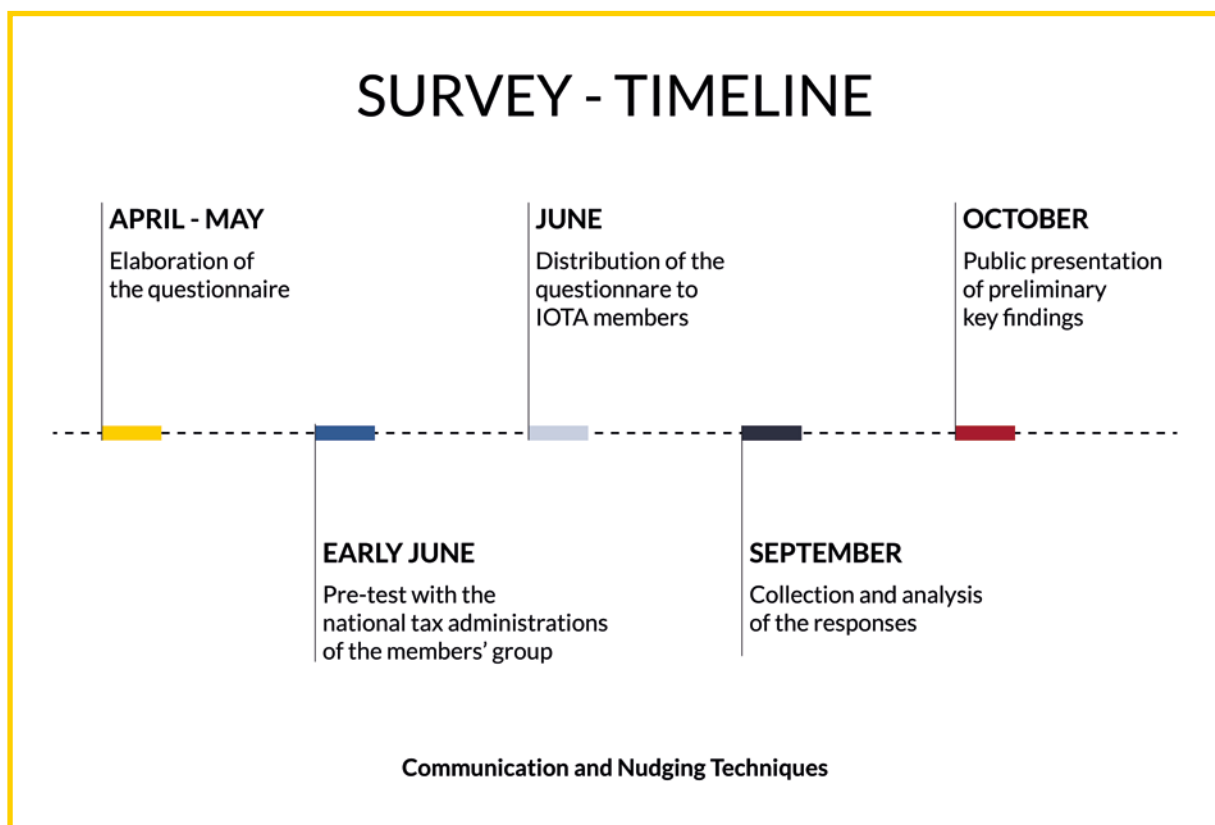 SURVEY - TIMELINE
APRIL - MAY
Elaboration of
the questionnaire
JUNE
Distribution of the
questionnare to
IOTA members
OCTOBER
Public presentation
of preliminary
key findings
EARLY JUNE
Pre-test with the
national tax administrations
of the members’ group
SEPTEMBER
Collection and analysis
of the responses
Communication and Nudging Techniques